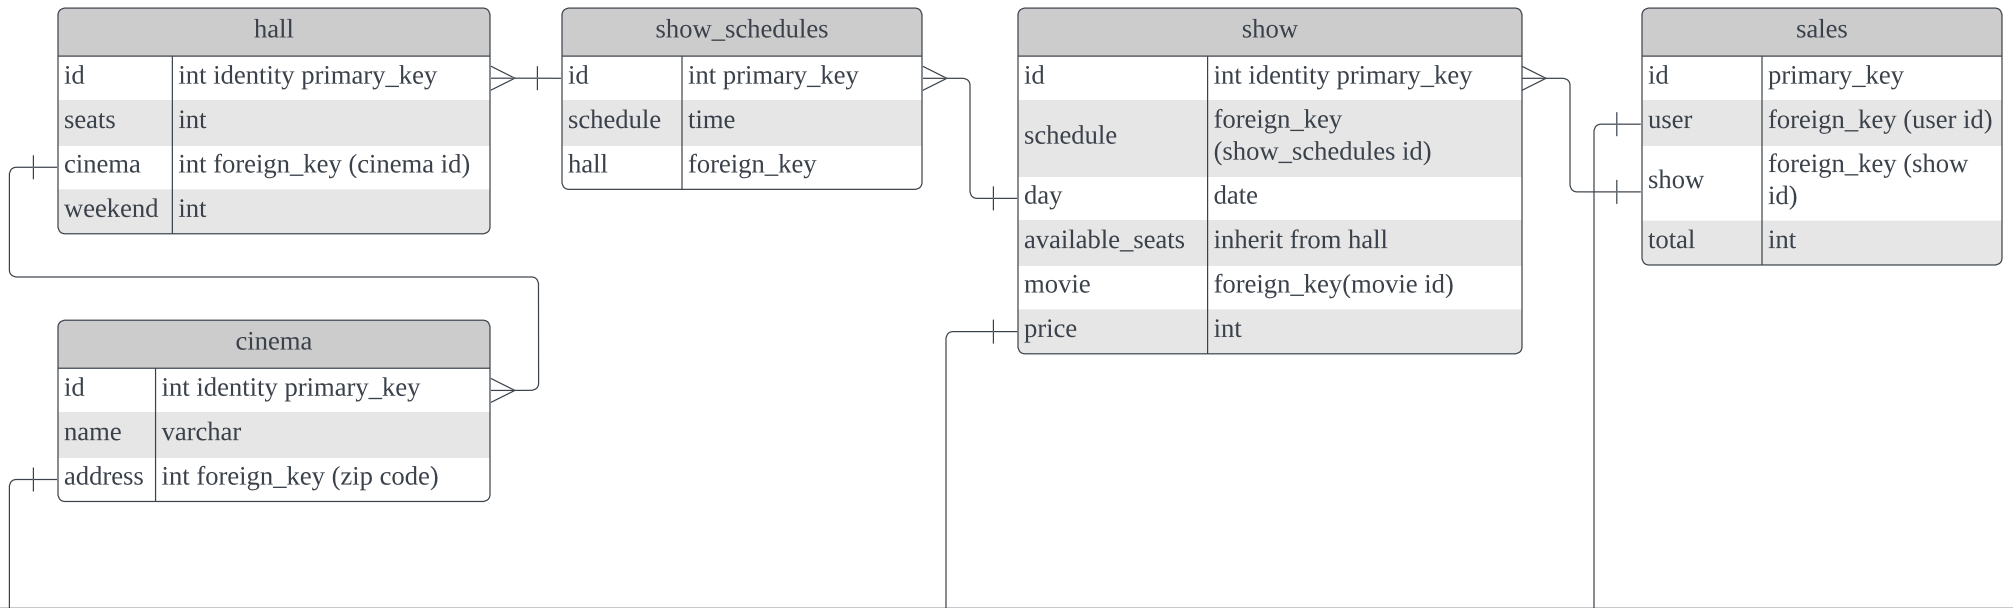 hall
id int identity primary_key
seats int
cinema int foreign_key (cinema id)
weekend int
show_schedules
id int primary_key
schedule time
hall foreign_key
show
id int identity primary_key
schedule foreign_key
(show_schedules id)
day date
available_seats inherit from hall
movie foreign_key(movie id)
price int
sales
id primary_key
user foreign_key (user id)
show foreign_key (show
id)
total int
cinema
id int identity primary_key
name varchar
address int foreign_key (zip code)